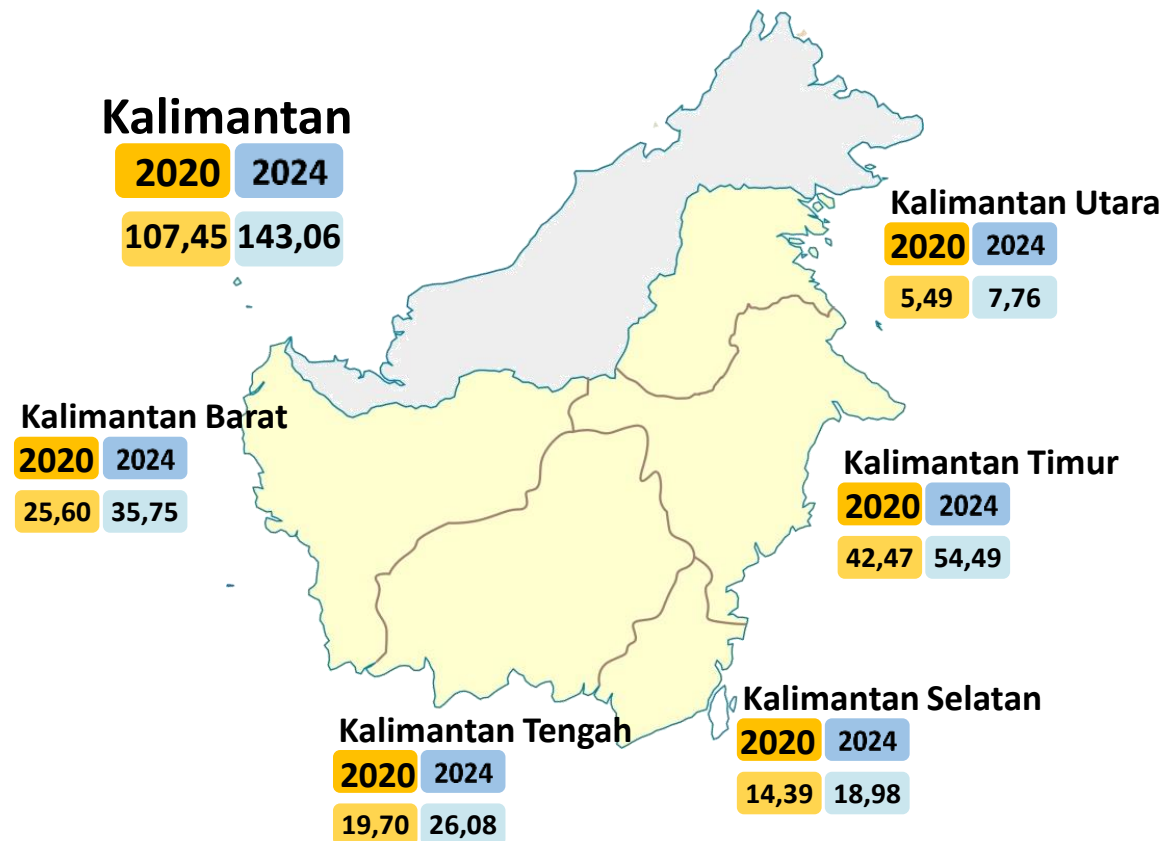 Kalimantan
2020 2024
107,45 143,06
Kalimantan Utara
2020 2024
5,49 7,76
Kalimantan Barat
2020 2024
25,60 35,75
Kalimantan Timur
2020 2024
42,47 54,49
Kalimantan Selatan
2020 2024
14,39 18,98
Kalimantan Tengah
2020 2024
19,70 26,08